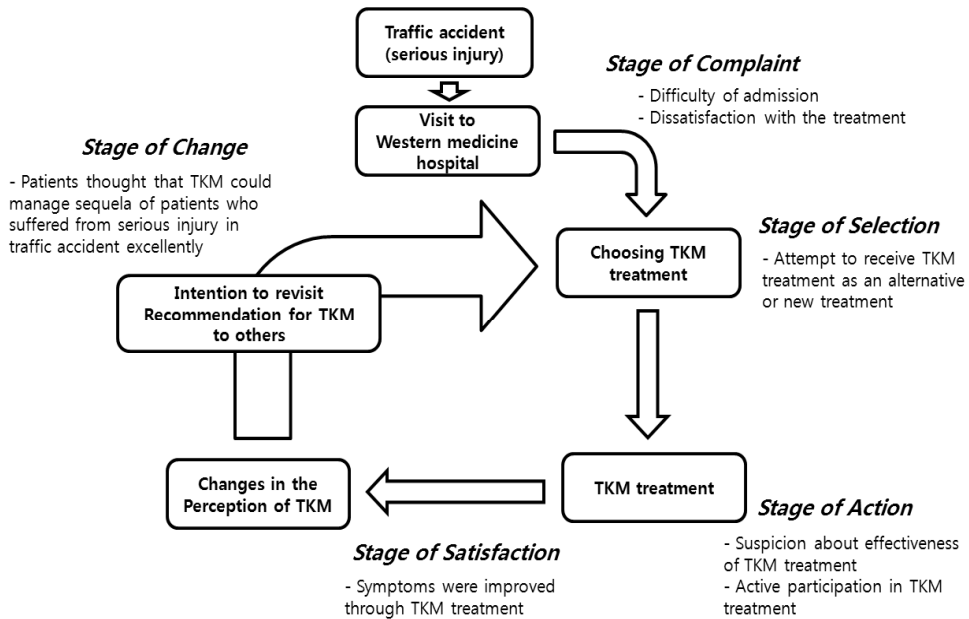 Traffic accident
(serious injury)
Visit to
Western medicine
hospital
Stage of Complaint
- Difficulty of admission
- Dissatisfaction with the treatment
Stage of Change
- Patients thought that TKM could
manage sequela of patients who
suffered from serious injury in
traffic accident excellently
Choosing TKM
treatment
Stage of Selection
- Attempt to receive TKM
treatment as an alternative
or new treatment
Intention to revisit
Recommendation for TKM
to others
TKM treatment
Stage of Action
- Suspicion about effectiveness
of TKM treatment
- Active participation in TKM
treatment
Changes in the
Perception of TKM
Stage of Satisfaction
- Symptoms were improved
through TKM treatment